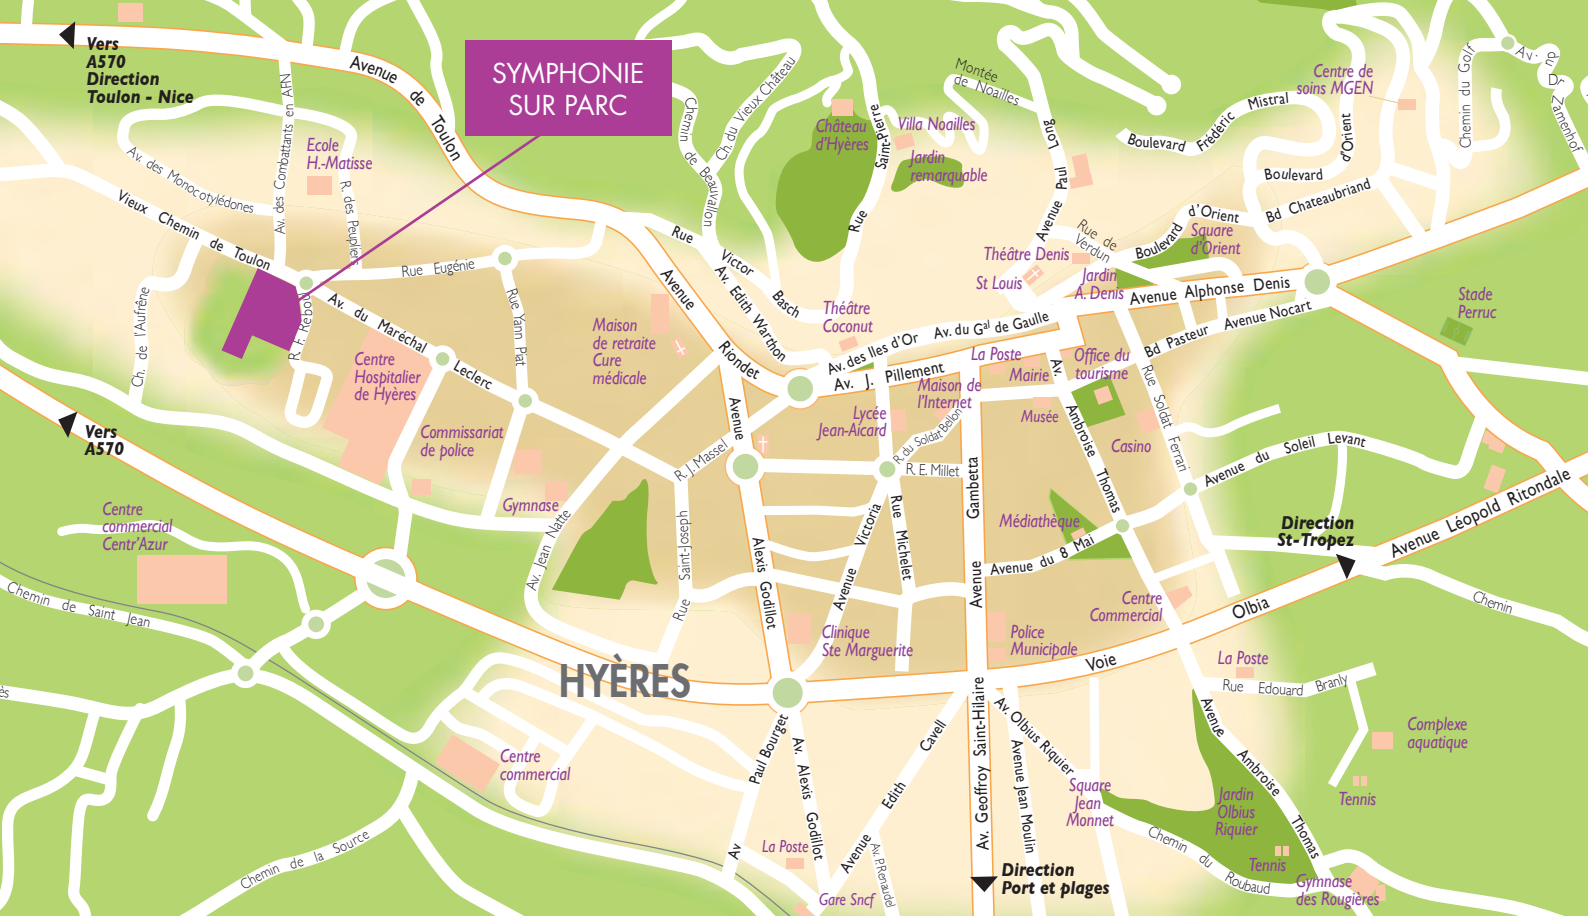 Vers
A570
Direction
Toulon - Nice
Avenue de Toulon
SYMPHONIE
SUR PARC
Av. des Combattants en AFN
Ecole
H.-Matisse
Av. des Monocotylédones
R. des Peupliers
Vieux Chemin de Toulon
Rue Eugénie
Ch. de l'Aufrêne
R. F. Reboul
Av. du Maréchal Leclerc
Rue Yann Piat
Centre
Hospitalier
de Hyères
Commissariat
de police
Gymnase
Vers
A570
Centre
commercial
Centr'Azur
Chemin de Saint Jean
Chemin de Beauvallon
Ch. du Vieux Château
Rue Victor Basch
Av. Edith Warthon
Avenue Riondet
Maison
de retraite
Cure
médicale
Château
d'Hyères
Rue Saint-Pierre
Villa Noailles
Jardin
remarquable
Montée
de Noailles
Avenue Paul Long
Rue de
Verdun
Théâtre Denis
St Louis
Jardin
A. Denis
Boulevard d'Orient
Square
d'Orient
Boulevard Frédéric Mistral
Centre de
soins MGEN
Boulevard d'Orient
Bd Chateaubriand
Chemin du Golf
Av. du Dr Zamenhof
Théâtre
Coconut
Av. des Iles d'Or
Av. du Gal de Gaulle
Avenue Alphonse Denis
Bd Pasteur
Avenue Nocart
Stade
Perruc
Av. J. Pillement
La Poste
Mairie
Office du
tourisme
Maison de
l'Internet
Musée
Lycée
Jean-Aicard
R. du Soldat Bellon
R. E. Millet
Casino
Rue Soldat Ferrari
Av. Ambroise Thomas
Avenue du Soleil Levant
Avenue Léopold Ritondale
Direction
St-Tropez
Avenue Alexis Godillot
R. J. Massel
Av. Jean Natte
Rue Saint-Joseph
Avenue Victoria
Rue Michelet
Avenue Gambetta
Médiathèque
Avenue du 8 Mai
Centre
Commercial
Clinique
Ste Marguerite
Police
Municipale
Voie Olbia
Chemin
HYÈRES
La Poste
Rue Edouard Branly
Complexe
aquatique
Tennis
Avenue Ambroise Thomas
Jardin
Olbius
Riquier
Tennis
Gymnase
des Rougières
Square
Jean
Monnet
Chemin du Roubaud
Av. Olbius Riquier
Avenue Jean Moulin
Av. Geoffroy Saint-Hilaire
Direction
Port et plages
Avenue Edith Cavell
Av. P. Renaudel
Av Paul Bourget
Av. Alexis Godillot
La Poste
Gare Sncf
Centre
commercial
Chemin de la Source